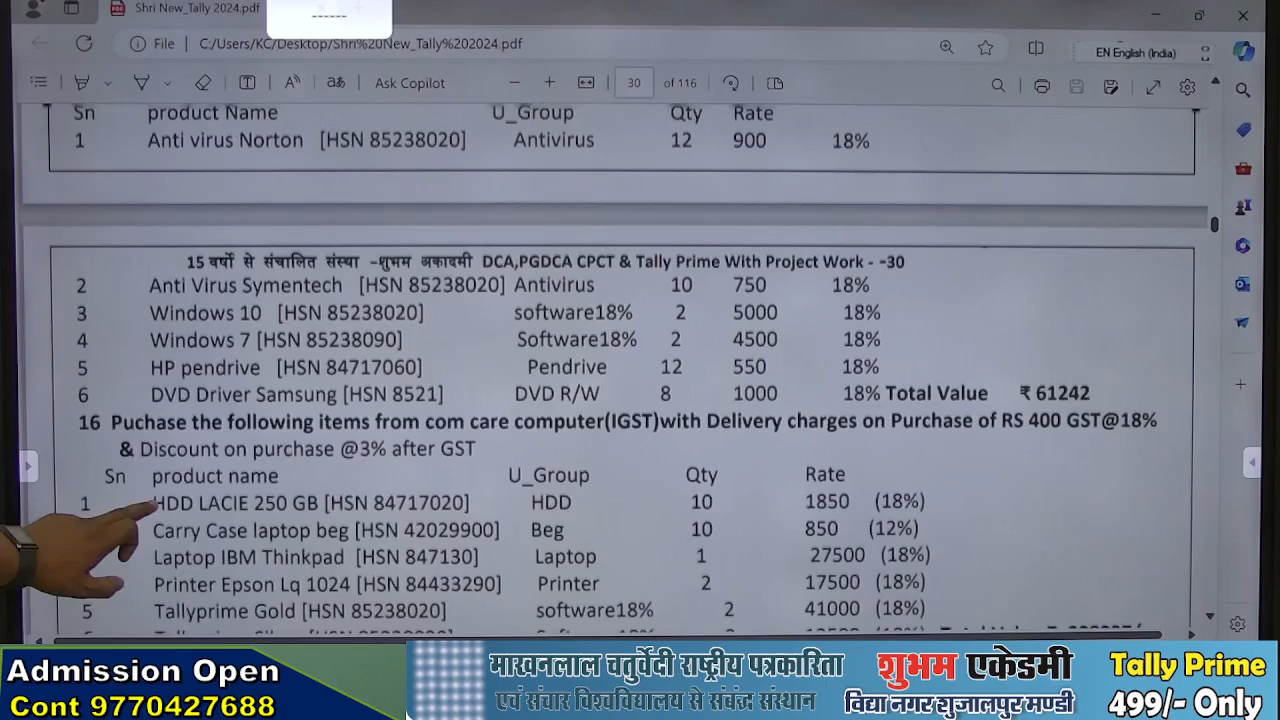 Shri New_Tally 2024.pdf
File C:/Users/KC/Desktop/Shri%20New_Tally%202024.pdf
EN English (India)
Ask Copilot
30 of 116
Sn product Name U_Group Qty Rate
1 Anti virus Norton [HSN 85238020] Antivirus 12 900 18%
15 वर्षो से संचालित संस्था -शुभम अकादमी DCA,PGDCA CPCT & Tally Prime With Project Work - -30
2 Anti Virus Symentech [HSN 85238020] Antivirus 10 750 18%
3 Windows 10 [HSN 85238020] software18% 2 5000 18%
4 Windows 7 [HSN 85238090] Software18% 2 4500 18%
5 HP pendrive [HSN 84717060] Pendrive 12 550 18%
6 DVD Driver Samsung [HSN 8521] DVD R/W 8 1000 18% Total Value ₹ 61242
16 Puchase the following items from com care computer(IGST)with Delivery charges on Purchase of RS 400 GST@18%
& Discount on purchase @3% after GST
Sn product name U_Group Qty Rate
1 HDD LACIE 250 GB [HSN 84717020] HDD 10 1850 (18%)
Carry Case laptop beg [HSN 42029900] Beg 10 850 (12%)
Laptop IBM Thinkpad [HSN 847130] Laptop 1 27500 (18%)
Printer Epson Lq 1024 [HSN 84433290] Printer 2 17500 (18%)
5 Tallyprime Gold [HSN 85238020] software18% 2 41000 (18%)
Admission Open
Cont 9770427688
माखनलाल चतुर्वेदी राष्ट्रीय पत्रकारिता
एवं संचार विश्वविद्यालय से संबंद्ध संस्थान
शुभम एकेडमी
विद्या नगर शुजालपुर मण्डी
Tally Prime
499/- Only